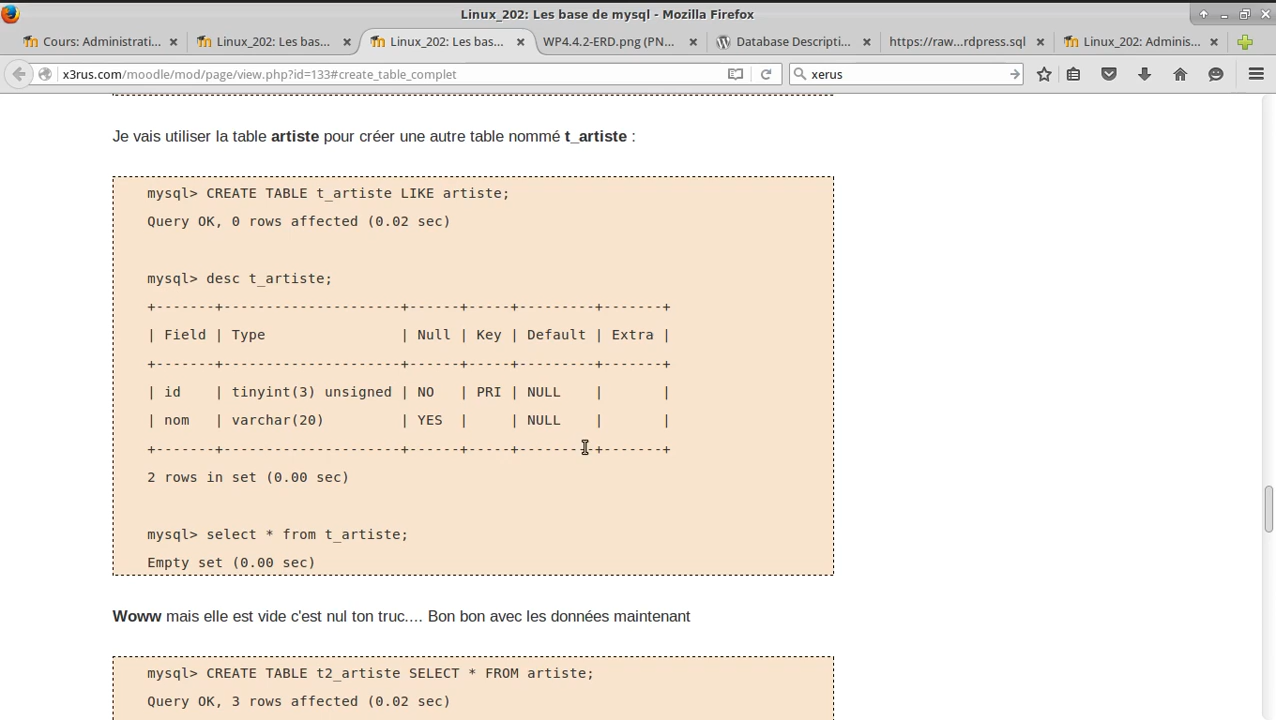 Linux_202: Les base de mysql - Mozilla Firefox
Cours: Administrati... Linux_202: Les bas... Linux_202: Les bas... WP4.4.2-ERD.png (PN... Database Descripti... https://raw...rdpress.sql Linux_202: Adminis...
x3rus.com/moodle/mod/page/view.php?id=133#create_table_complet xerus
Je vais utiliser la table artiste pour créer une autre table nommé t_artiste :
mysql> CREATE TABLE t_artiste LIKE artiste;
Query OK, 0 rows affected (0.02 sec)
mysql> desc t_artiste;
+-------+---------------------+------+-----+---------+-------+
| Field | Type                | Null | Key | Default | Extra |
+-------+---------------------+------+-----+---------+-------+
| id    | tinyint(3) unsigned | NO   | PRI | NULL    |       |
| nom   | varchar(20)         | YES  |     | NULL    |       |
+-------+---------------------+------+-----+---------+-------+
2 rows in set (0.00 sec)
mysql> select * from t_artiste;
Empty set (0.00 sec)
Woww mais elle est vide c'est nul ton truc.... Bon bon avec les données maintenant
mysql> CREATE TABLE t2_artiste SELECT * FROM artiste;
Query OK, 3 rows affected (0.02 sec)